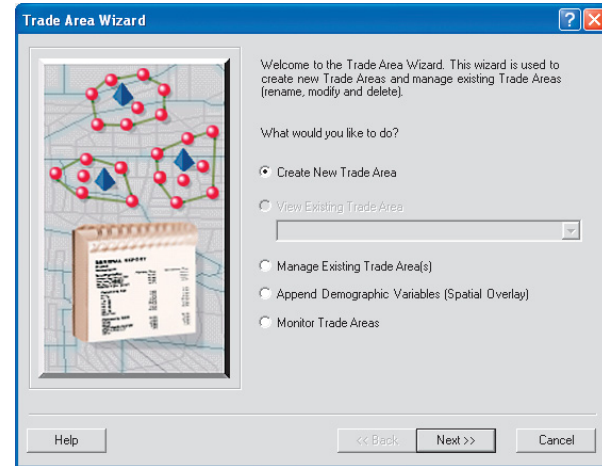 Trade Area Wizard
Welcome to the Trade Area Wizard. This wizard is used to
create new Trade Areas and manage existing Trade Areas
(rename, modify and delete).
What would you like to do?
Create New Trade Area
View Existing Trade Area
Manage Existing Trade Area(s)
Append Demographic Variables (Spatial Overlay)
Monitor Trade Areas
Help
<< Back
Next >>
Cancel